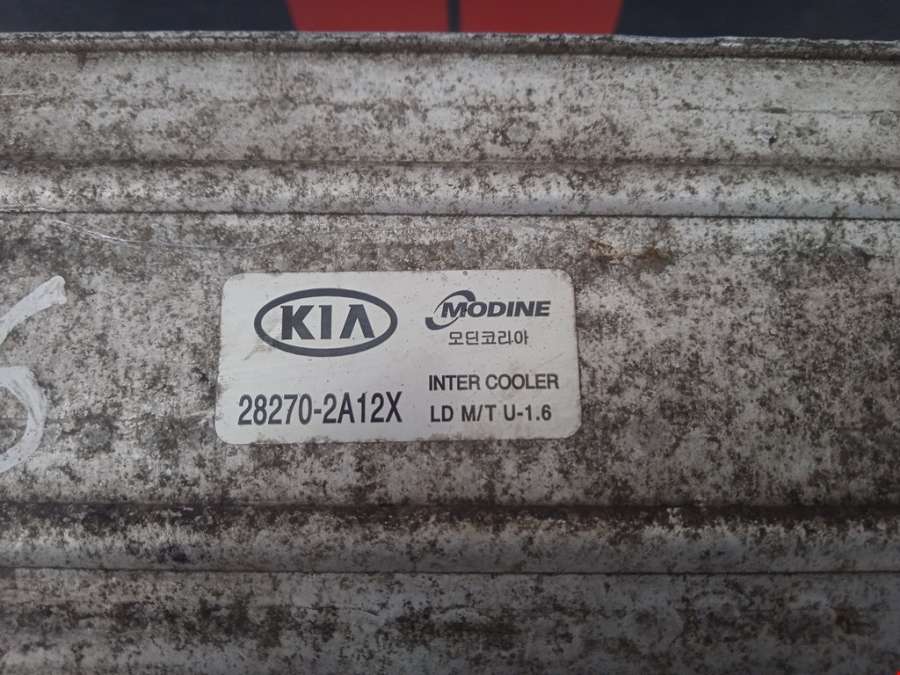 KIA
MODINE
모딘코리아
28270-2A12X
INTER COOLER
LD M/T U-1.6